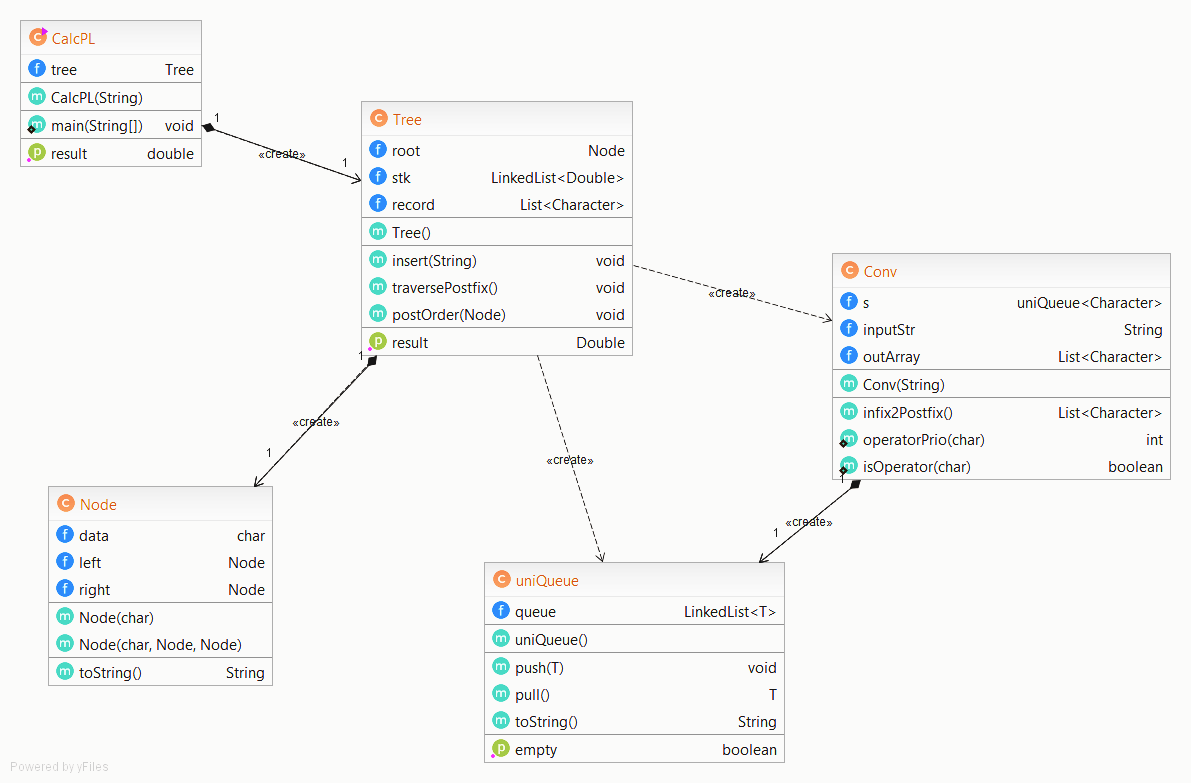 CalcPL
tree Tree
CalcPL(String)
main(String[]) void
result double
1
«create»
1
Tree
root Node
stk LinkedList<Double>
record List<Character>
Tree()
insert(String) void
traversePostfix() void
postOrder(Node) void
result Double
«create»
Conv
s uniQueue<Character>
inputStr String
outArray List<Character>
Conv(String)
infix2Postfix() List<Character>
operatorPrio(char) int
isOperator(char) boolean
1
«create»
1
«create»
1
«create»
1
Node
data char
left Node
right Node
Node(char)
Node(char, Node, Node)
toString() String
uniQueue
queue LinkedList<T>
uniQueue()
push(T) void
pull() T
toString() String
empty boolean
Powered by yFiles